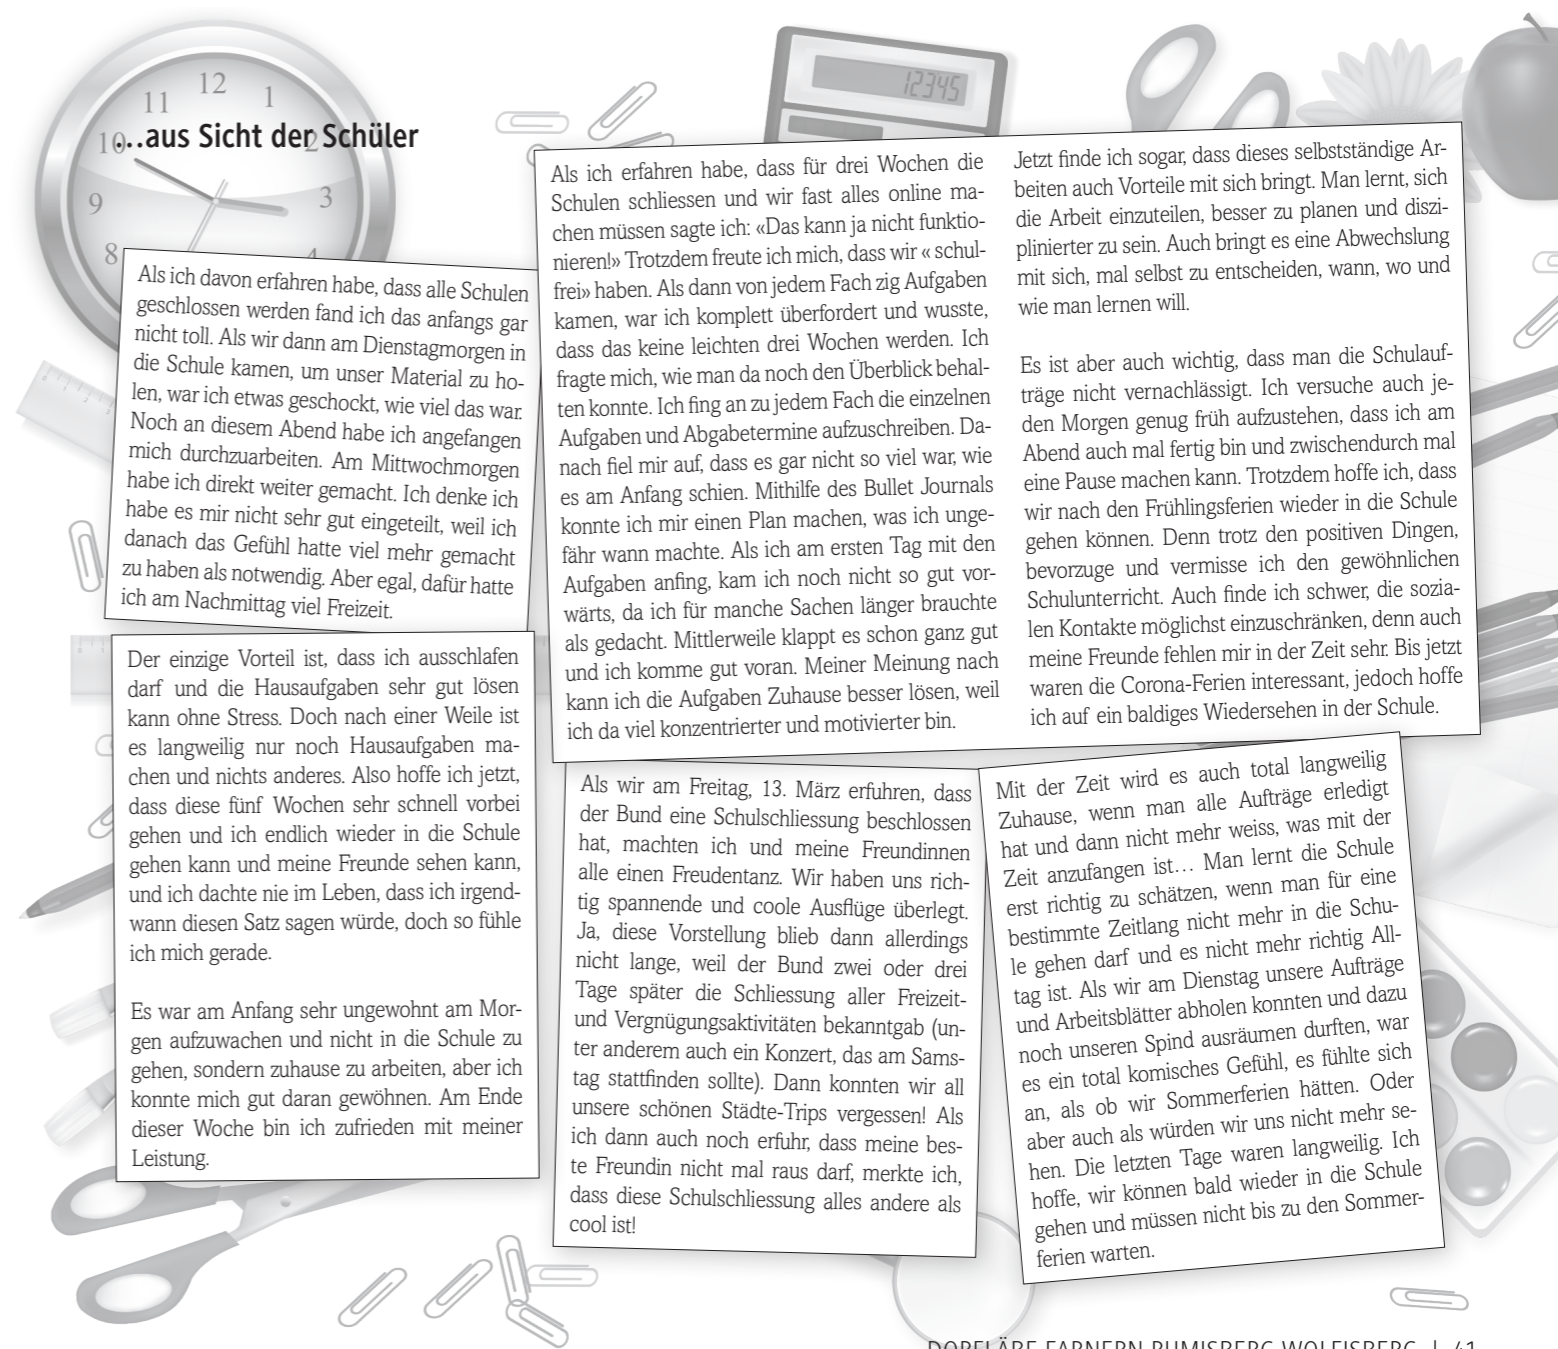 12
11
1
10
2
...aus Sicht der Schüler
9
3
8
4
12345
Als ich davon erfahren habe, dass alle Schulen
geschlossen werden fand ich das anfangs gar
nicht toll. Als wir dann am Dienstagmorgen in
die Schule kamen, um unser Material zu ho-
len, war ich etwas geschockt, wie viel das war.
Noch an diesem Abend habe ich angefangen
mich durchzuarbeiten. Am Mittwochmorgen
habe ich direkt weiter gemacht. Ich denke ich
habe es mir nicht sehr gut eingeteilt, weil ich
danach das Gefühl hatte viel mehr gemacht
zu haben als notwendig. Aber egal, dafür hatte
ich am Nachmittag viel Freizeit.
Der einzige Vorteil ist, dass ich ausschlafen
darf und die Hausaufgaben sehr gut lösen
kann ohne Stress. Doch nach einer Weile ist
es langweilig nur noch Hausaufgaben ma-
chen und nichts anderes. Also hoffe ich jetzt,
dass diese fünf Wochen sehr schnell vorbei
gehen und ich endlich wieder in die Schule
gehen kann und meine Freunde sehen kann,
und ich dachte nie im Leben, dass ich irgend-
wann diesen Satz sagen würde, doch so fühle
ich mich gerade.
Es war am Anfang sehr ungewohnt am Mor-
gen aufzuwachen und nicht in die Schule zu
gehen, sondern zuhause zu arbeiten, aber ich
konnte mich gut daran gewöhnen. Am Ende
dieser Woche bin ich zufrieden mit meiner
Leistung.
Als ich erfahren habe, dass für drei Wochen die
Schulen schliessen und wir fast alles online ma-
chen müssen sagte ich: «Das kann ja nicht funktio-
nieren!» Trotzdem freute ich mich, dass wir « schul-
frei» haben. Als dann von jedem Fach zig Aufgaben
kamen, war ich komplett überfordert und wusste,
dass das keine leichten drei Wochen werden. Ich
fragte mich, wie man da noch den Überblick behal-
ten konnte. Ich fing an zu jedem Fach die einzelnen
Aufgaben und Abgabetermine aufzuschreiben. Da-
nach fiel mir auf, dass es gar nicht so viel war, wie
es am Anfang schien. Mithilfe des Bullet Journals
konnte ich mir einen Plan machen, was ich unge-
fähr wann machte. Als ich am ersten Tag mit den
Aufgaben anfing, kam ich noch nicht so gut vor-
wärts, da ich für manche Sachen länger brauchte
als gedacht. Mittlerweile klappt es schon ganz gut
und ich komme gut voran. Meiner Meinung nach
kann ich die Aufgaben Zuhause besser lösen, weil
ich da viel konzentrierter und motivierter bin.
Jetzt finde ich sogar, dass dieses selbstständige Ar-
beiten auch Vorteile mit sich bringt. Man lernt, sich
die Arbeit einzuteilen, besser zu planen und diszi-
plinierter zu sein. Auch bringt es eine Abwechslung
mit sich, mal selbst zu entscheiden, wann, wo und
wie man lernen will.
Es ist aber auch wichtig, dass man die Schulauf-
träge nicht vernachlässigt. Ich versuche auch je-
den Morgen genug früh aufzustehen, dass ich am
Abend auch mal fertig bin und zwischendurch mal
eine Pause machen kann. Trotzdem hoffe ich, dass
wir nach den Frühlingsferien wieder in die Schule
gehen können. Denn trotz den positiven Dingen,
bevorzuge und vermisse ich den gewöhnlichen
Schulunterricht. Auch finde ich schwer, die sozia-
len Kontakte möglichst einzuschränken, denn auch
meine Freunde fehlen mir in der Zeit sehr. Bis jetzt
waren die Corona-Ferien interessant, jedoch hoffe
ich auf ein baldiges Wiedersehen in der Schule.
Als wir am Freitag, 13. März erfuhren, dass
der Bund eine Schulschliessung beschlossen
hat, machten ich und meine Freundinnen
alle einen Freudentanz. Wir haben uns rich-
tig spannende und coole Ausflüge überlegt.
Ja, diese Vorstellung blieb dann allerdings
nicht lange, weil der Bund zwei oder drei
Tage später die Schliessung aller Freizeit-
und Vergnügungsaktivitäten bekanntgab (un-
ter anderem auch ein Konzert, das am Sams-
tag stattfinden sollte). Dann konnten wir all
unsere schönen Städte-Trips vergessen! Als
ich dann auch noch erfuhr, dass meine bes-
te Freundin nicht mal raus darf, merkte ich,
dass diese Schulschliessung alles andere als
cool ist!
Mit der Zeit wird es auch total langweilig
Zuhause, wenn man alle Aufträge erledigt
hat und dann nicht mehr weiss, was mit der
Zeit anzufangen ist… Man lernt die Schule
erst richtig zu schätzen, wenn man für eine
bestimmte Zeitlang nicht mehr in die Schu-
le gehen darf und es nicht mehr richtig All-
tag ist. Als wir am Dienstag unsere Aufträge
und Arbeitsblätter abholen konnten und dazu
noch unseren Spind ausräumen durften, war
es ein total komisches Gefühl, es fühlte sich
an, als ob wir Sommerferien hätten. Oder
aber auch als würden wir uns nicht mehr se-
hen. Die letzten Tage waren langweilig. Ich
hoffe, wir können bald wieder in die Schule
gehen und müssen nicht bis zu den Sommer-
ferien warten.
DORFLÄBE FARNERN RUMISBERG WOLFISBERG | 41